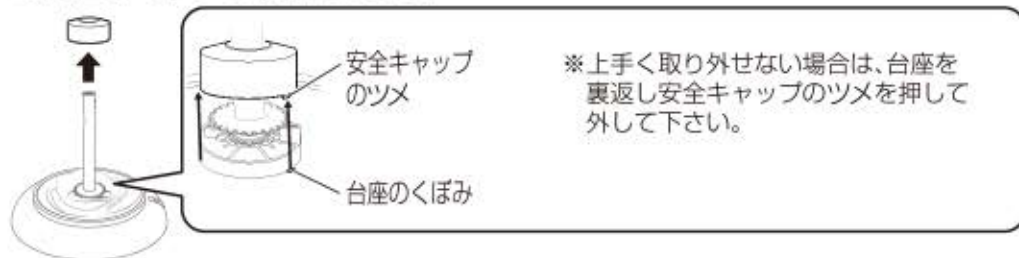 安全キャップ
のツメ
台座のくぼみ
※上手く取り外せない場合は、台座を
裏返し安全キャップのツメを押して
外して下さい。